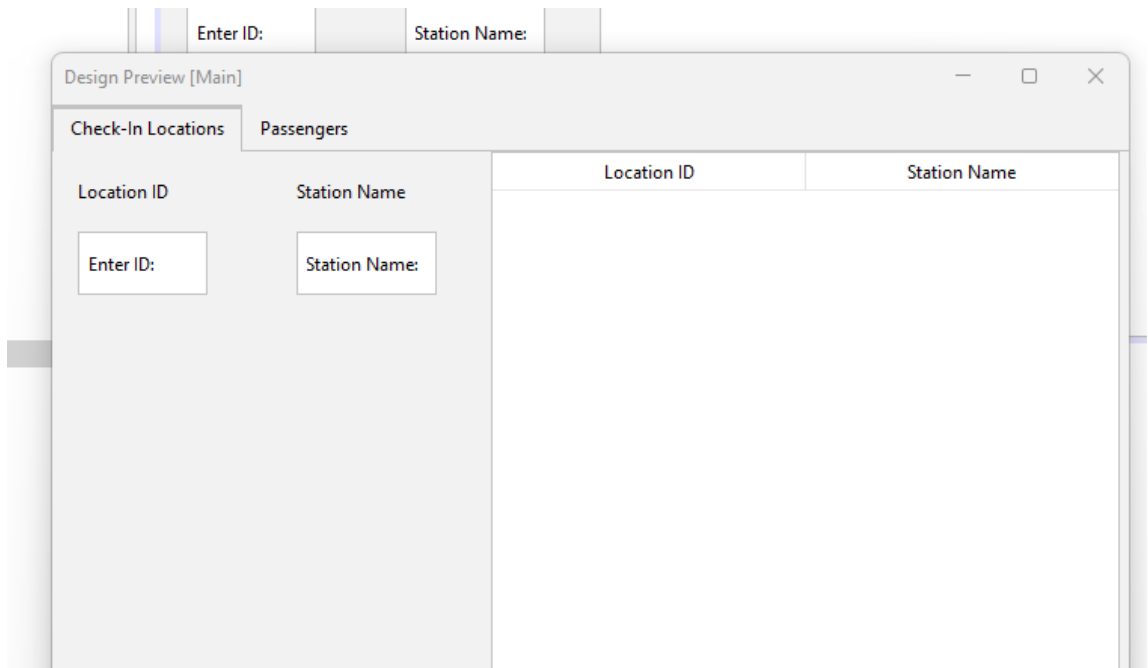 Enter ID: Station Name:
Design Preview [Main]
Check-In Locations Passengers
Location ID Station Name
Location ID Station Name
Enter ID: Station Name: